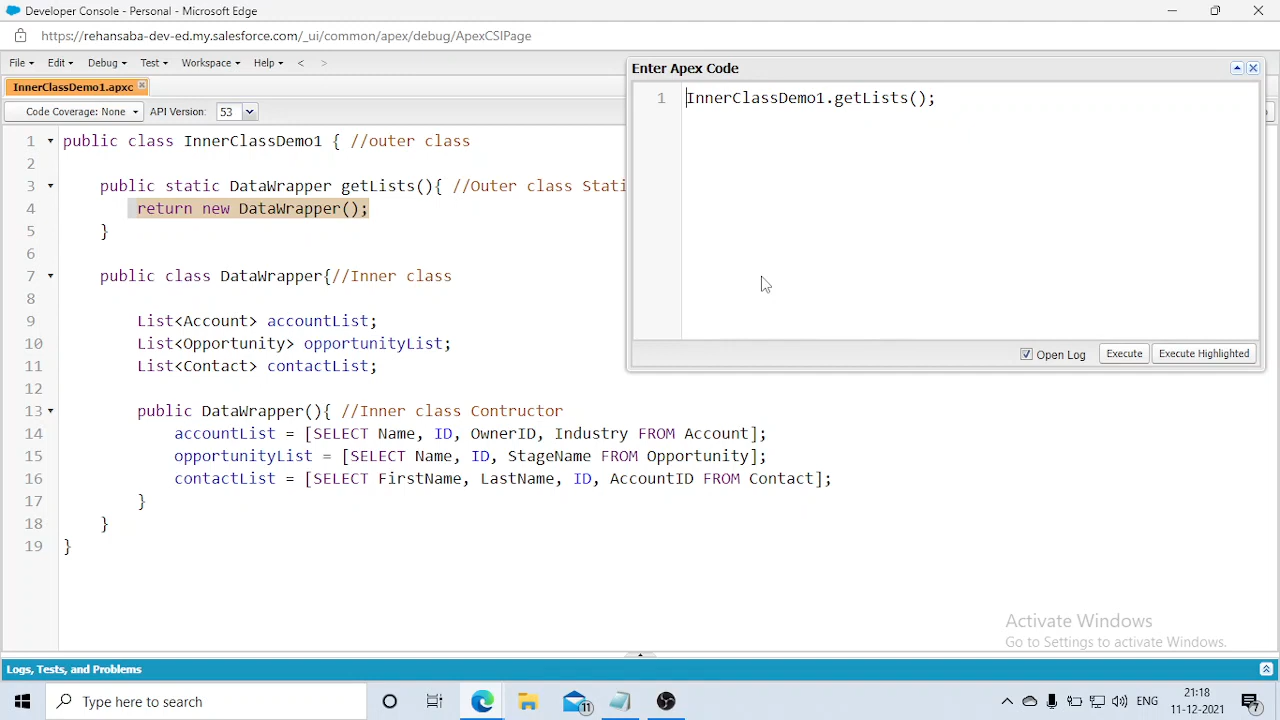 Developer Console - Personal - Microsoft Edge
https://rehansaba-dev-ed.my.salesforce.com/_ui/common/apex/debug/ApexCSIPage
File Edit Debug Test Workspace Help < >
InnerClassDemo1.apxc
Code Coverage: None API Version: 53
1 public class InnerClassDemo1 { //outer class
2
3 public static DataWrapper getLists(){ //Outer class Stati
4 return new DataWrapper();
5 }
6
7 public class DataWrapper{//Inner class
8
9 List<Account> accountList;
10 List<Opportunity> opportunityList;
11 List<Contact> contactList;
12
13 public DataWrapper(){ //Inner class Contructor
14 accountList = [SELECT Name, ID, OwnerID, Industry FROM Account];
15 opportunityList = [SELECT Name, ID, StageName FROM Opportunity];
16 contactList = [SELECT FirstName, LastName, ID, AccountID FROM Contact];
17 }
18 }
19 }
Enter Apex Code
1 InnerClassDemo1.getLists();
Open Log Execute Execute Highlighted
Activate Windows
Go to Settings to activate Windows.
Logs, Tests, and Problems
Type here to search
11
ENG
21:18
11-12-2021
7